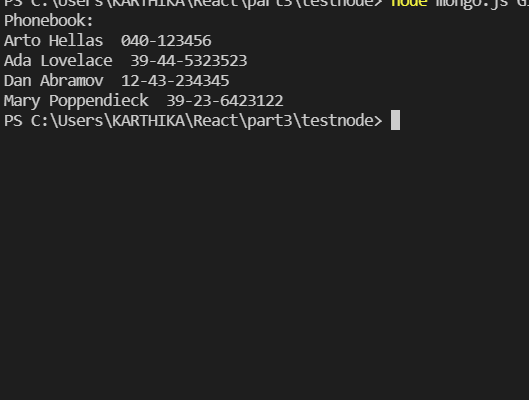 PS C:\Users\KARTHIKA\React\part3\testnode> node mongo.js
Phonebook:
Arto Hellas  040-123456
Ada Lovelace  39-44-5323523
Dan Abramov  12-43-234345
Mary Poppendieck  39-23-6423122
PS C:\Users\KARTHIKA\React\part3\testnode>